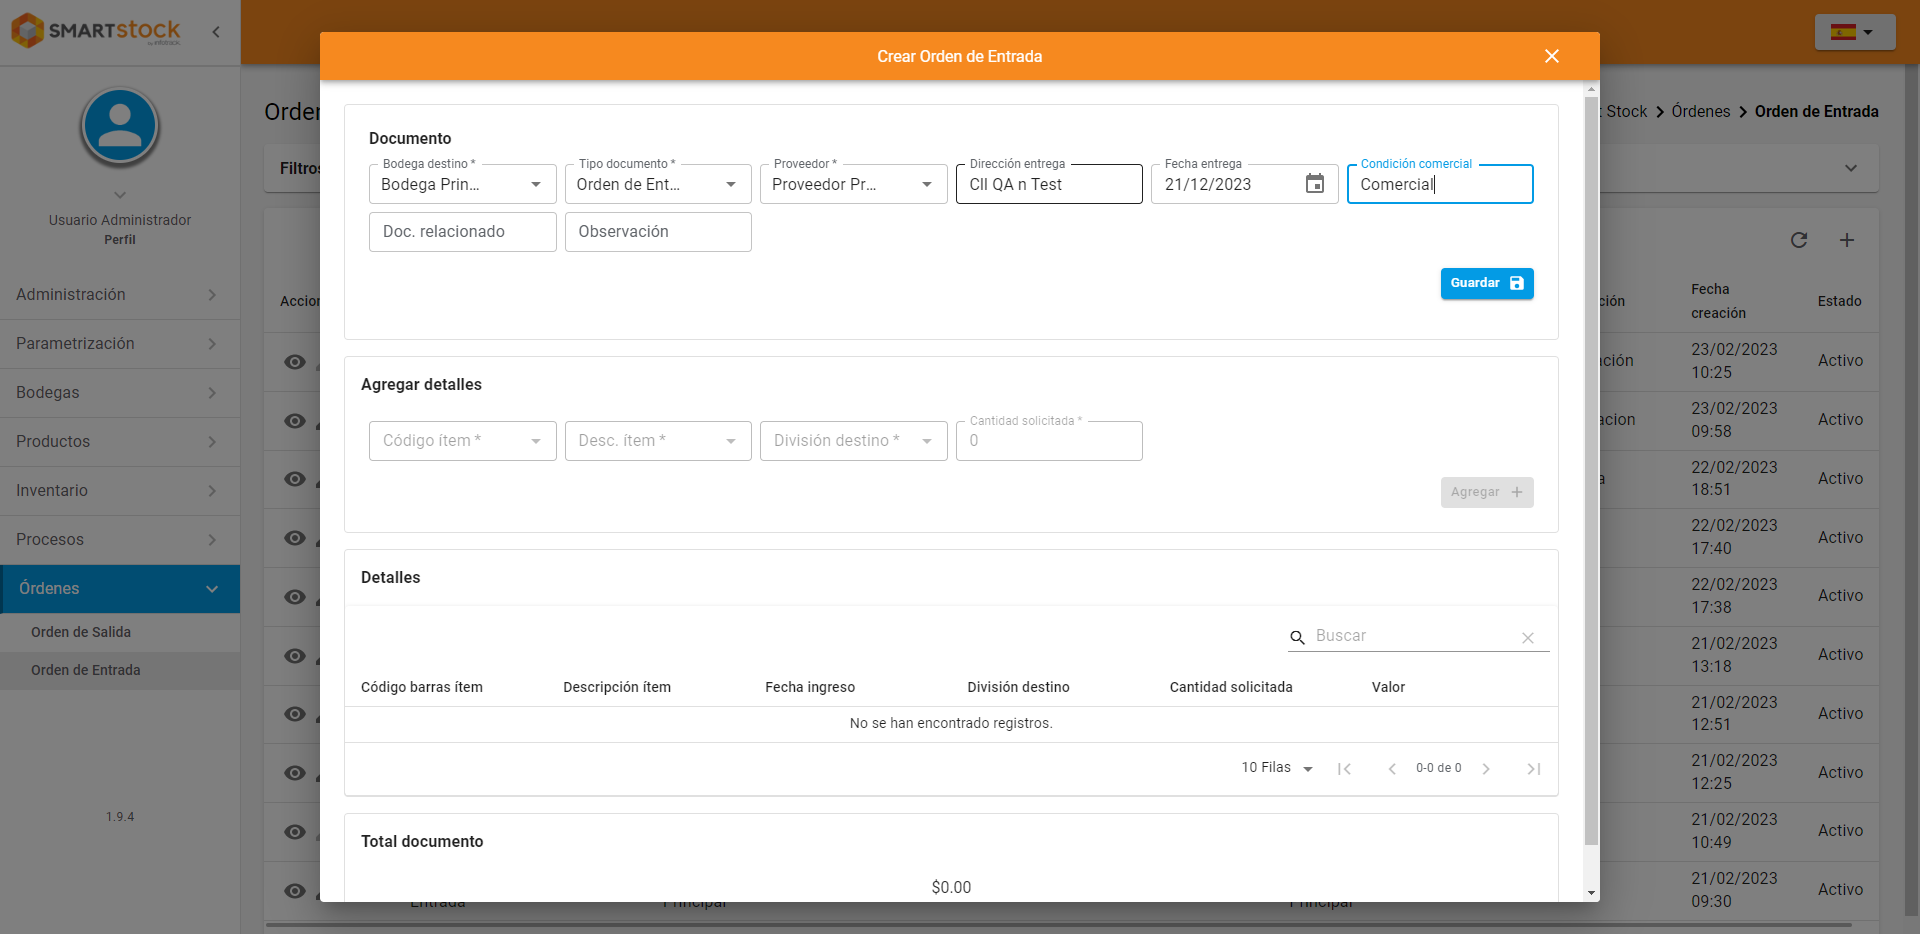 SMARTSTOCK
by infotrack
Crear Orden de Entrada
Usuario Administrador
Perfil
Administración
Parametrización
Bodegas
Productos
Inventario
Procesos
Órdenes
Orden de Salida
Orden de Entrada
1.9.4
Stock > Órdenes > Orden de Entrada
Documento
Bodega destino *
Bodega Prin...
Tipo documento *
Orden de Ent...
Proveedor *
Proveedor Pr...
Dirección entrega
Cll QA n Test
Fecha entrega
21/12/2023
Condición comercial
Comercial
Doc. relacionado
Observación
Guardar
Agregar detalles
Código ítem *
Desc. ítem *
División destino *
Cantidad solicitada *
0
Agregar
Detalles
Buscar
Código barras ítem
Descripción ítem
Fecha ingreso
División destino
Cantidad solicitada
Valor
No se han encontrado registros.
10 Filas
0-0 de 0
Total documento
$0.00
Fecha
creación
Estado
23/02/2023
10:25
Activo
23/02/2023
09:58
Activo
22/02/2023
18:51
Activo
22/02/2023
17:40
Activo
22/02/2023
17:38
Activo
21/02/2023
13:18
Activo
21/02/2023
12:51
Activo
21/02/2023
12:25
Activo
21/02/2023
10:49
Activo
21/02/2023
09:30
Activo